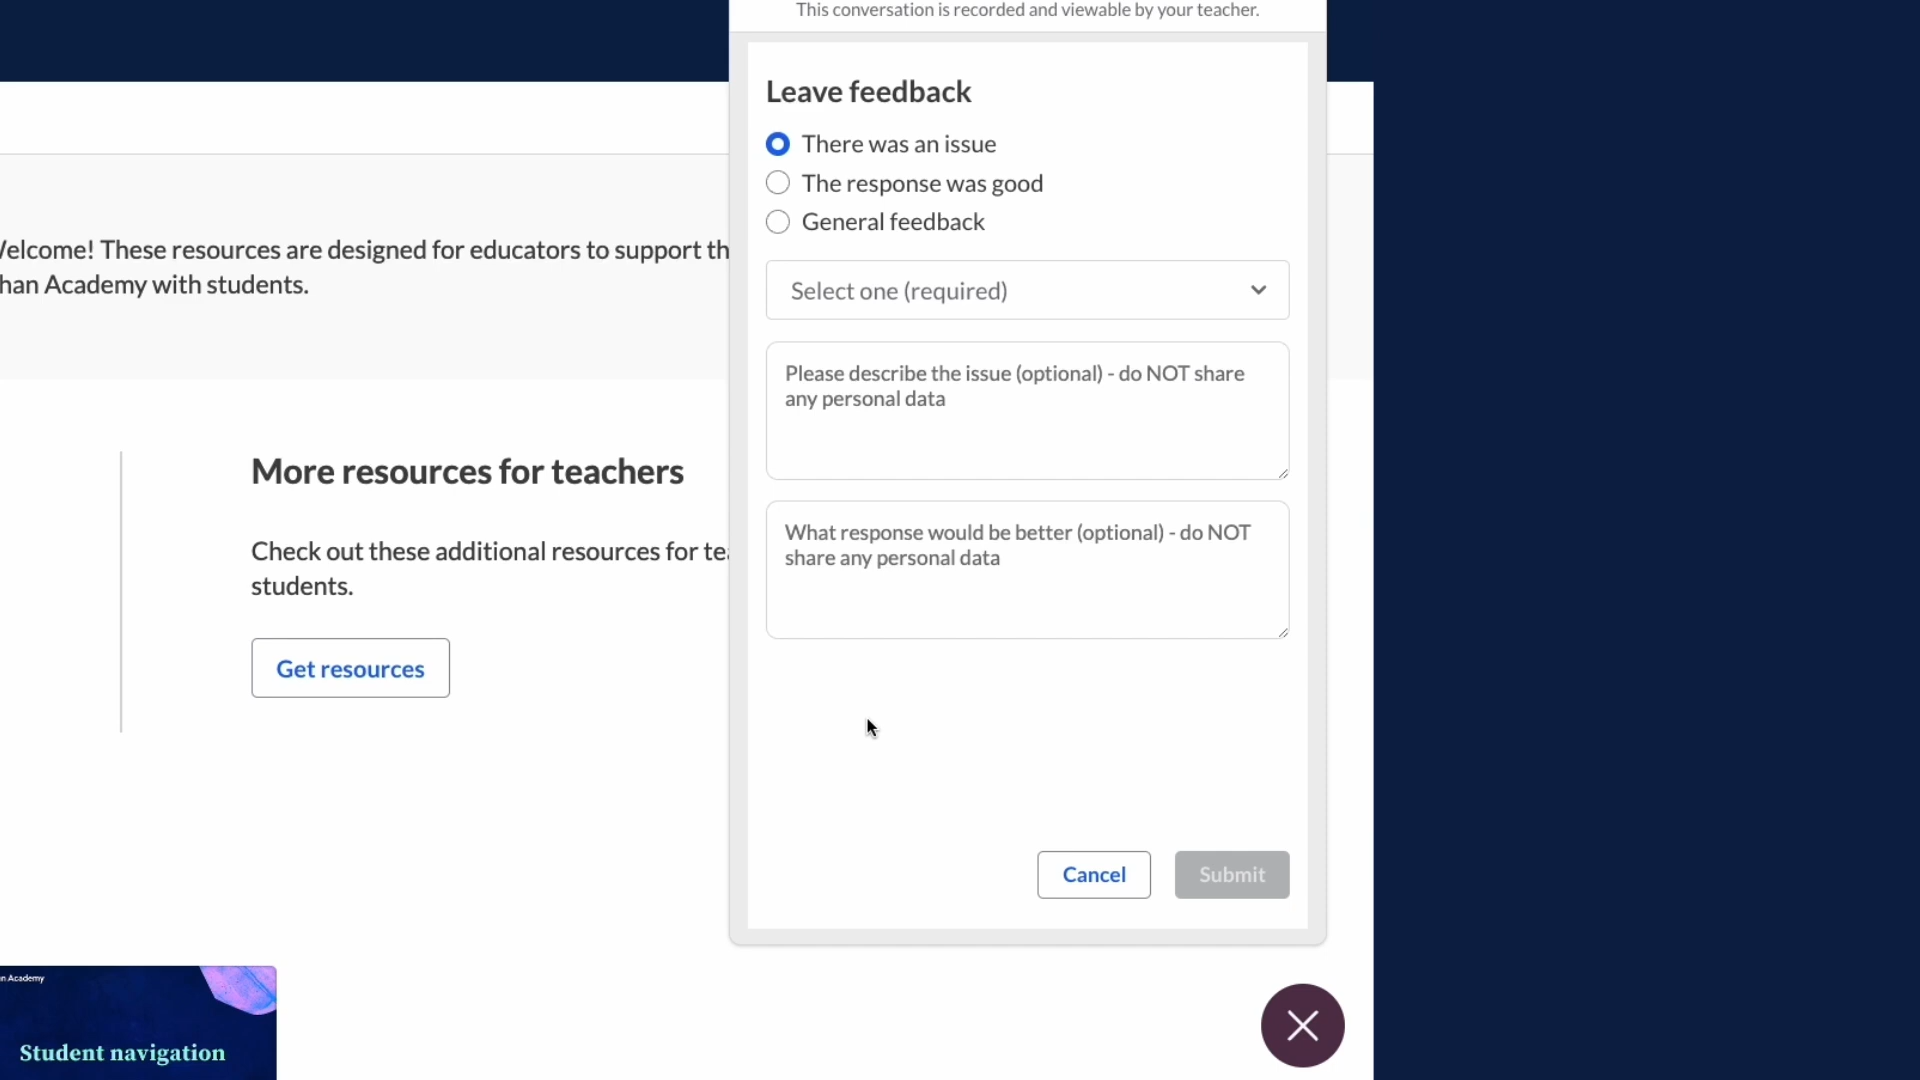 This conversation is recorded and viewable by your teacher.
Leave feedback
There was an issue
The response was good
General feedback
Select one (required)
Please describe the issue (optional) - do NOT share
any personal data
What response would be better (optional) - do NOT
share any personal data
Cancel
Submit
elcome! These resources are designed for educators to support th
han Academy with students.
More resources for teachers
Check out these additional resources for tea
students.
Get resources
n Academy
Student navigation